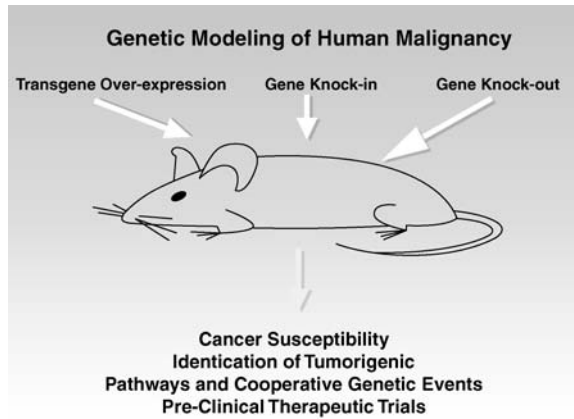 Genetic Modeling of Human Malignancy
Transgene Over-expression Gene Knock-in Gene Knock-out
Cancer Susceptibility
Identication of Tumorigenic
Pathways and Cooperative Genetic Events
Pre-Clinical Therapeutic Trials